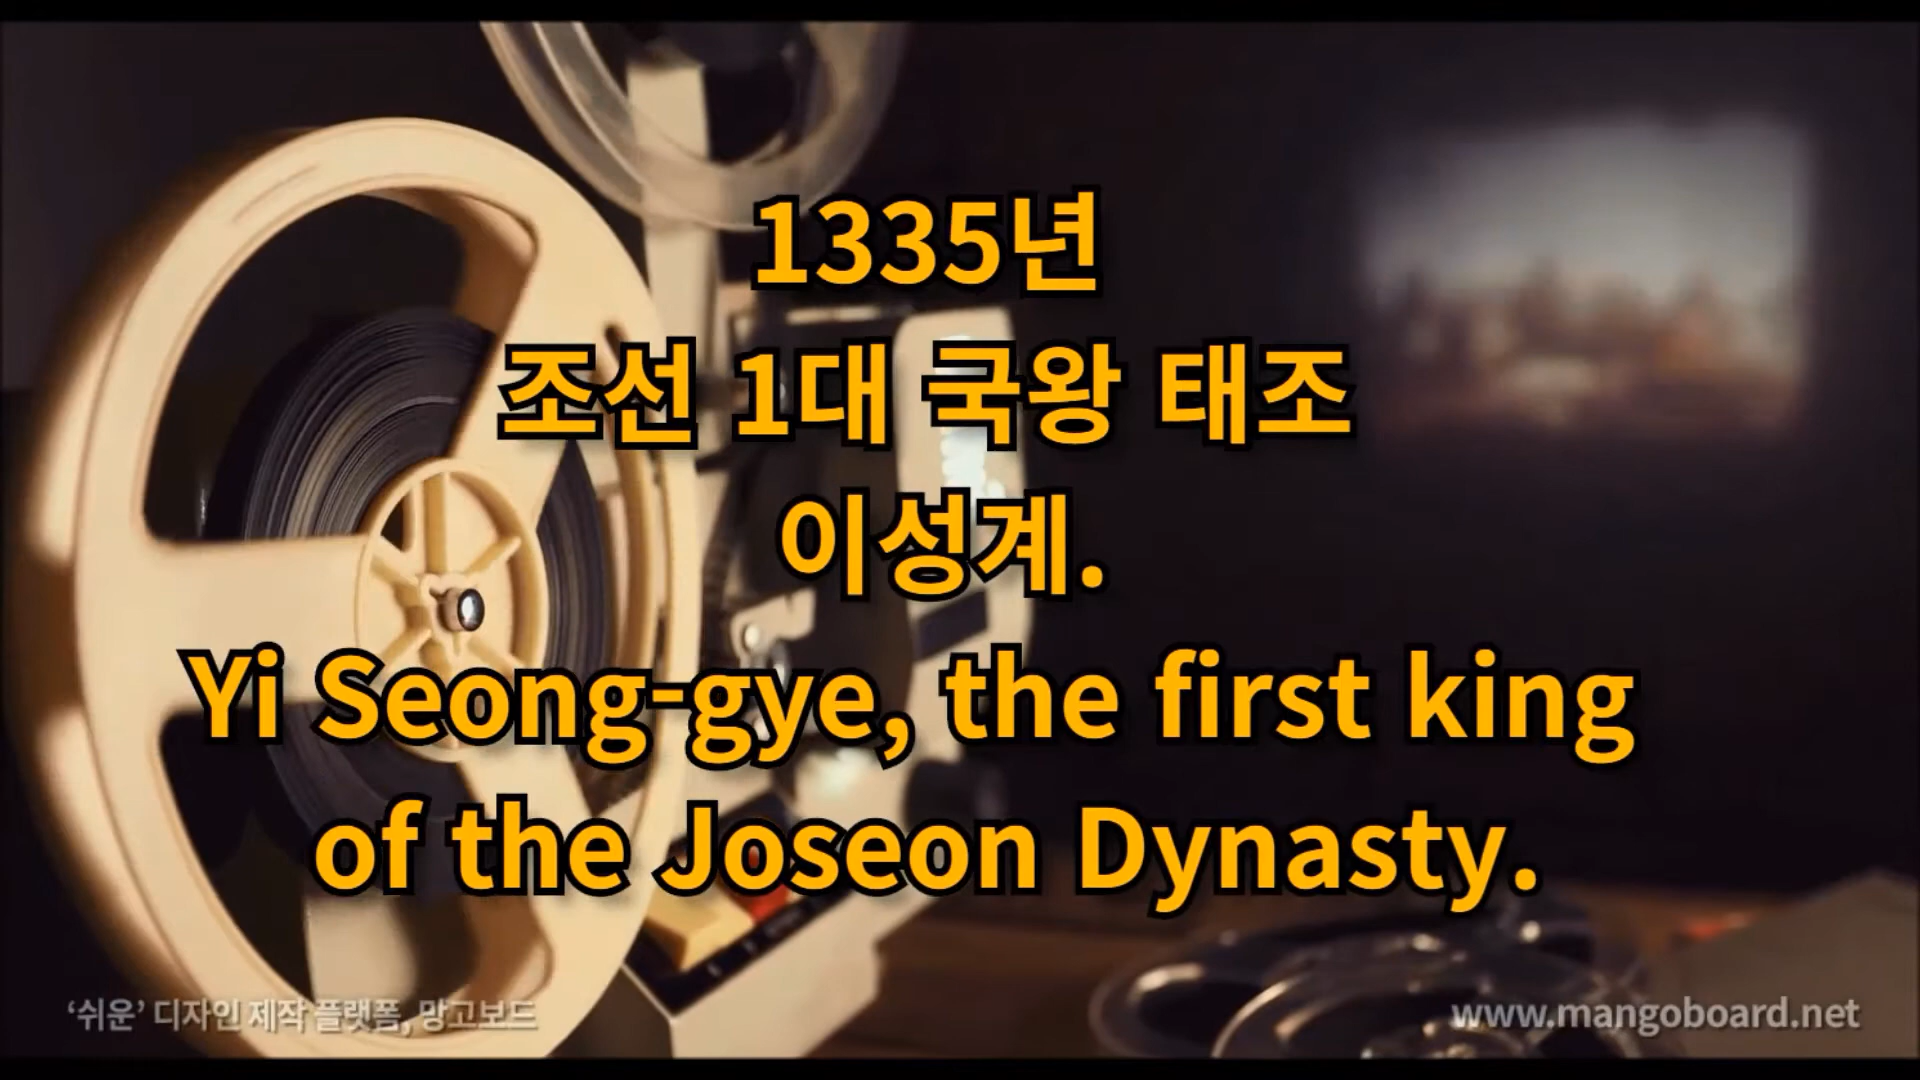 1335년
조선 1대 국왕 태조
이성계.
Yi Seong-gye, the first king
of the Joseon Dynasty.
‘쉬운’ 디자인 제작 플랫폼, 망고보드
www.mangoboard.net